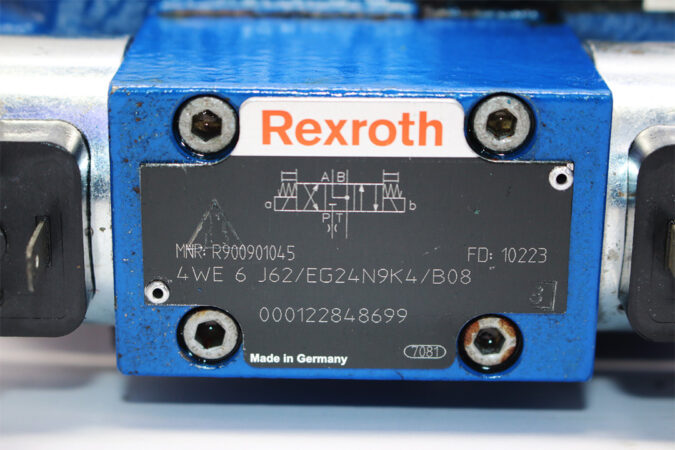 Rexroth
A B
a b
P T
MNR: R900901045 FD: 10223
4WE 6 J62/EG24N9K4/B08
000122848699
Made in Germany 7081